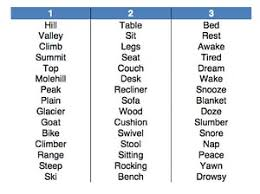 1 2 3
Hill Table Bed
Valley Sit Rest
Climb Legs Awake
Summit Seat Tired
Top Couch Dream
Molehill Desk Wake
Peak Recliner Snooze
Plain Sofa Blanket
Glacier Wood Doze
Goat Cushion Slumber
Bike Swivel Snore
Climber Stool Nap
Range Sitting Peace
Steep Rocking Yawn
Ski Bench Drowsy